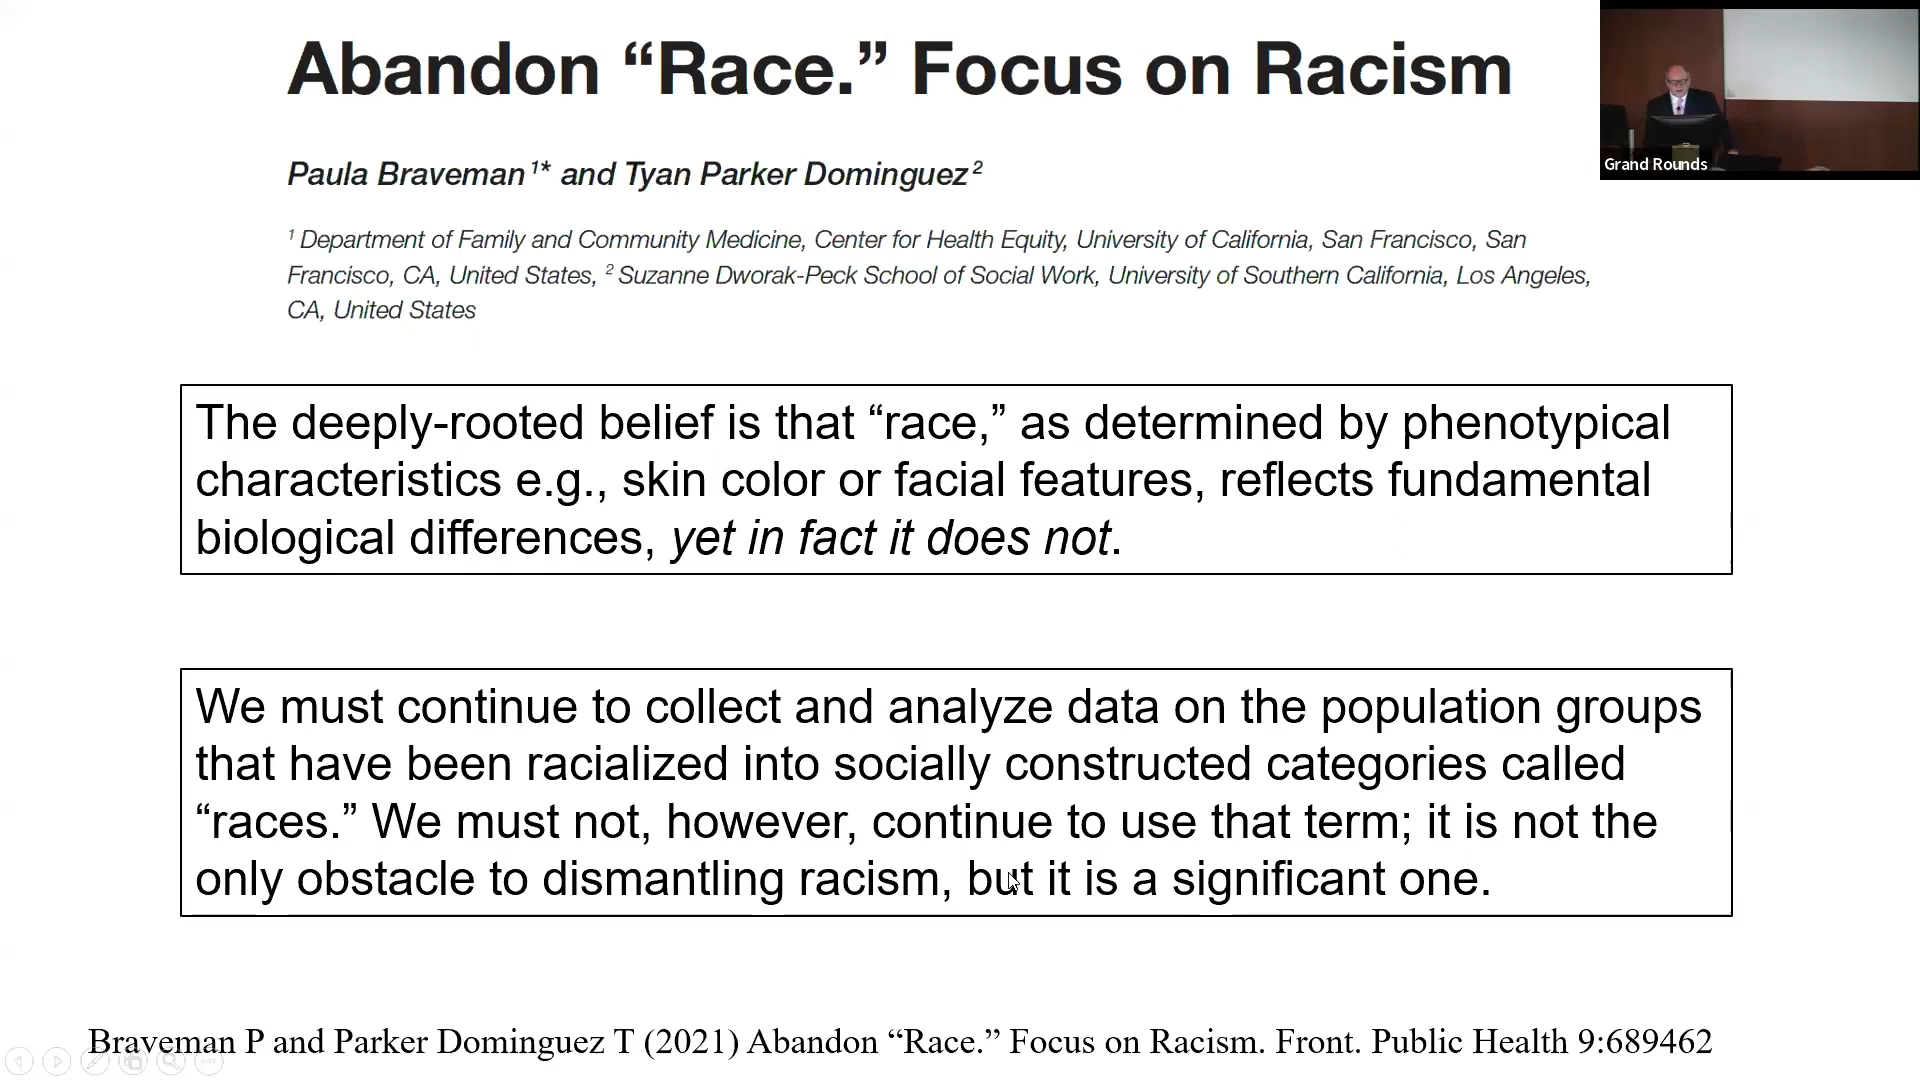 Abandon “Race.” Focus on Racism
Grand Rounds
Paula Braveman 1* and Tyan Parker Dominguez 2
1 Department of Family and Community Medicine, Center for Health Equity, University of California, San Francisco, San
Francisco, CA, United States, 2 Suzanne Dworak-Peck School of Social Work, University of Southern California, Los Angeles,
CA, United States
The deeply-rooted belief is that “race,” as determined by phenotypical
characteristics e.g., skin color or facial features, reflects fundamental
biological differences, yet in fact it does not.
We must continue to collect and analyze data on the population groups
that have been racialized into socially constructed categories called
“races.” We must not, however, continue to use that term; it is not the
only obstacle to dismantling racism, but it is a significant one.
Braveman P and Parker Dominguez T (2021) Abandon “Race.” Focus on Racism. Front. Public Health 9:689462